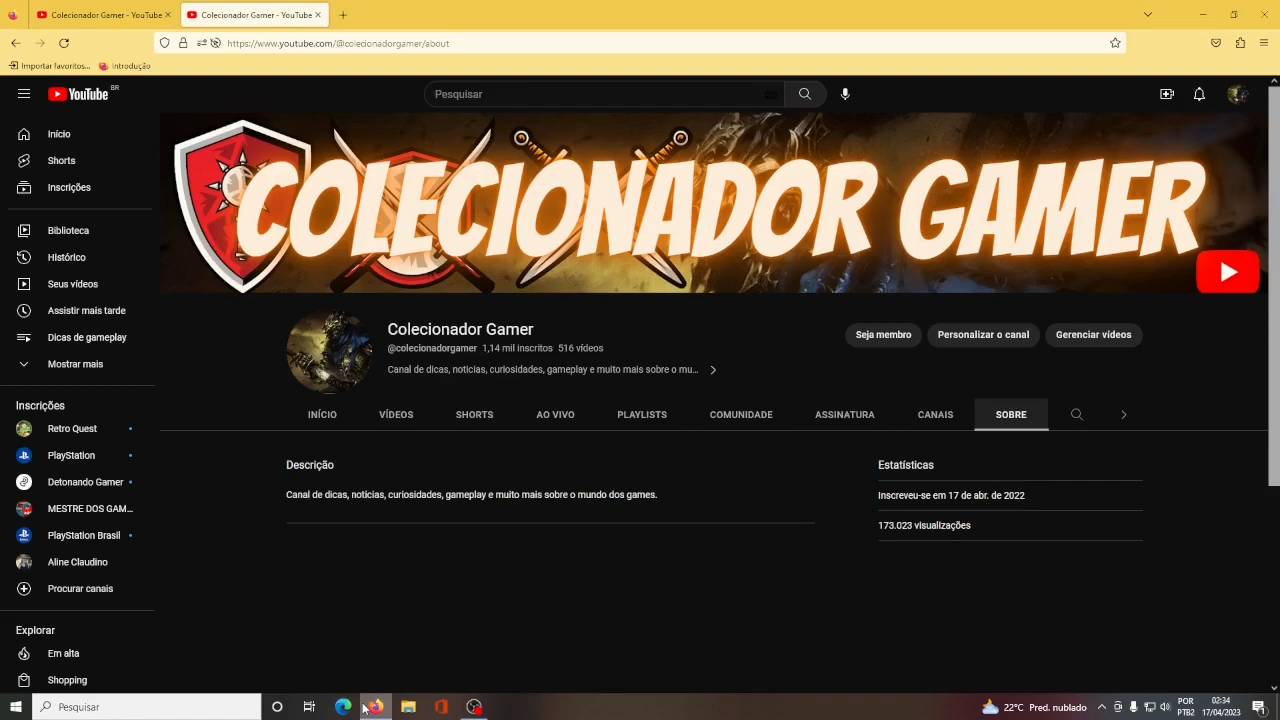 Colecionador Gamer - YouTube
Colecionador Gamer - YouTube
https://www.youtube.com/@colecionadorgamer/about
Importar favoritos...
Introdução
YouTube BR
Pesquisar
Início
Shorts
Inscrições
Biblioteca
Histórico
Seus vídeos
Assistir mais tarde
Dicas de gameplay
Mostrar mais
Inscrições
Retro Quest
PlayStation
Detonando Gamer
MESTRE DOS GAM...
PlayStation Brasil
Aline Claudino
Procurar canais
Explorar
Em alta
Shopping
COLECIONADOR GAMER
Colecionador Gamer
@colecionadorgamer 1,14 mil inscritos 516 vídeos
Canal de dicas, noticias, curiosidades, gameplay e muito mais sobre o mu...
Seja membro
Personalizar o canal
Gerenciar vídeos
INÍCIO VÍDEOS SHORTS AO VIVO PLAYLISTS COMUNIDADE ASSINATURA CANAIS SOBRE
Descrição
Canal de dicas, noticias, curiosidades, gameplay e muito mais sobre o mundo dos games.
Estatísticas
Inscreveu-se em 17 de abr. de 2022
173.023 visualizações
Pesquisar
22°C Pred. nublado
POR
PTB2
02:34
17/04/2023
1